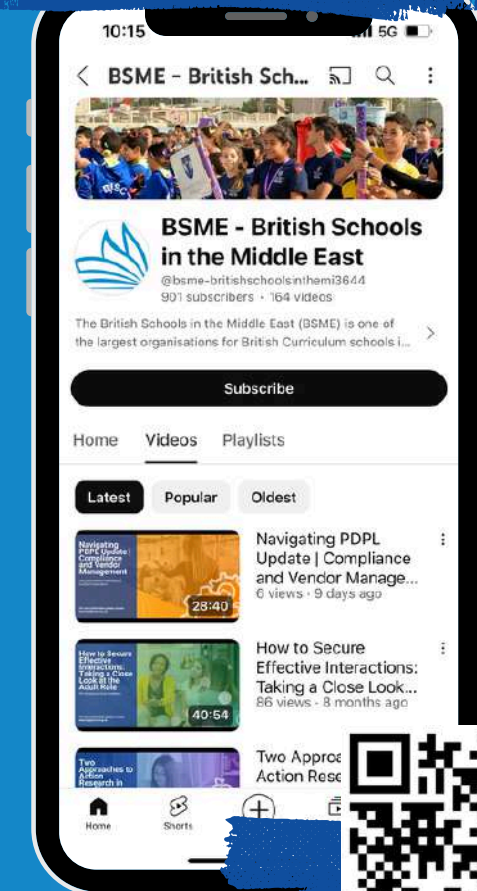 10:15
5G
BSME - British Sch...
BSME - British Schools
in the Middle East
@bsme-britishschoolsinthemi3644
901 subscribers · 164 videos
The British Schools in the Middle East (BSME) is one of
the largest organisations for British Curriculum schools i...
Subscribe
Home Videos Playlists
Latest Popular Oldest
Navigating
PDPL Update |
Compliance
and Vendor
Management
28:40
Navigating PDPL
Update | Compliance
and Vendor Manage...
6 views · 9 days ago
How to Secure
Effective
Interactions:
Taking a Close
Look at the
Adult Role
40:54
How to Secure
Effective Interactions:
Taking a Close Look...
86 views · 8 months ago
Two
Approaches to
Action
Research in
Two Approa
Action Rese
Home
Shorts